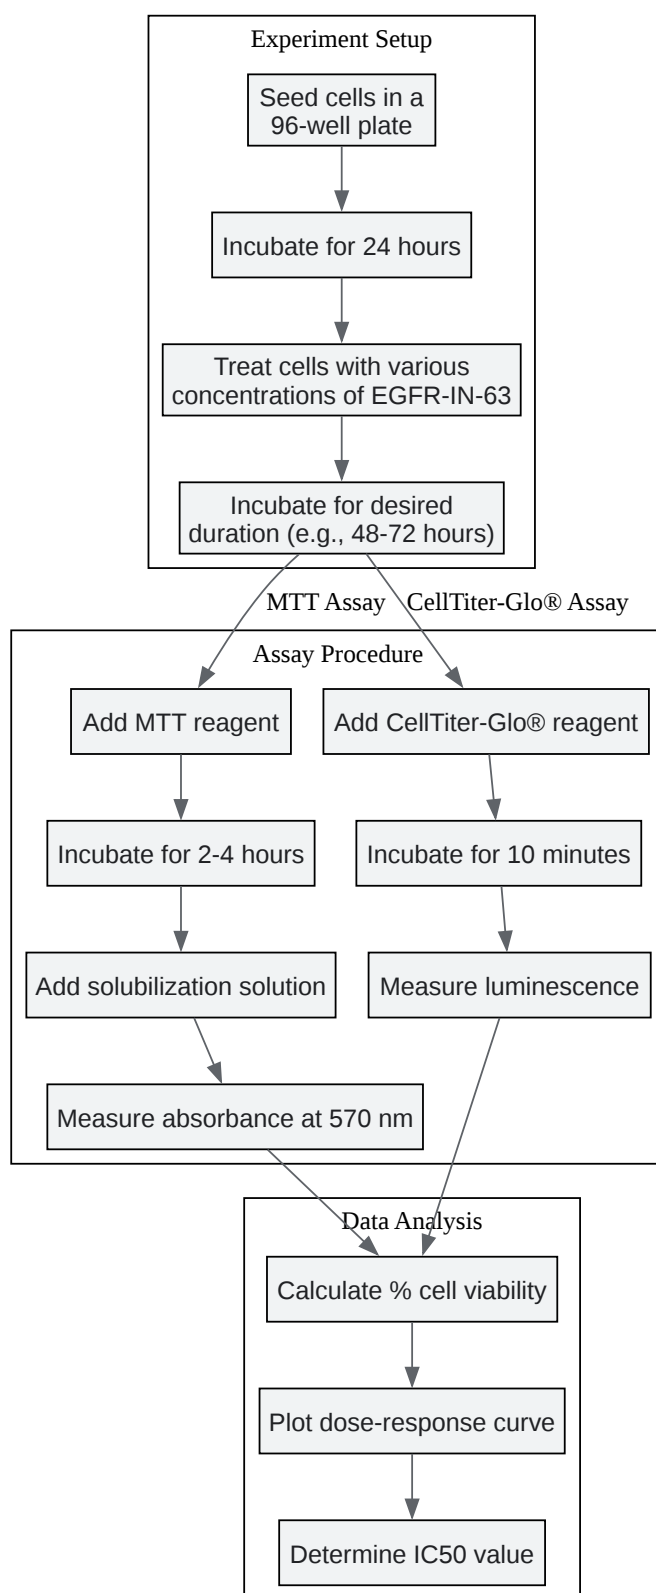 Experiment Setup
Seed cells in a
96-well plate
Incubate for 24 hours
Treat cells with various
concentrations of EGFR-IN-63
Incubate for desired
duration (e.g., 48-72 hours)
MTT Assay
CellTiter-Glo® Assay
Assay Procedure
Add MTT reagent
Add CellTiter-Glo® reagent
Incubate for 2-4 hours
Incubate for 10 minutes
Add solubilization solution
Measure luminescence
Measure absorbance at 570 nm
Data Analysis
Calculate % cell viability
Plot dose-response curve
Determine IC50 value